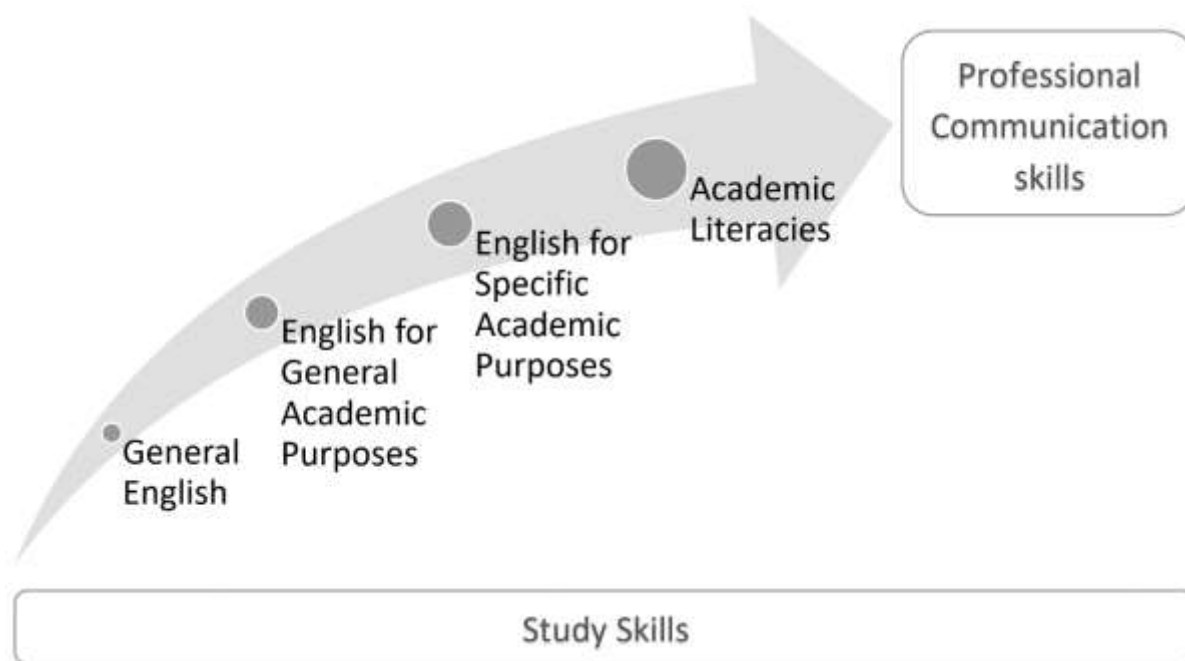 Professional
Communication
skills
Academic
Literacies
English for
Specific
Academic
Purposes
English for
General
Academic
Purposes
General
English
Study Skills